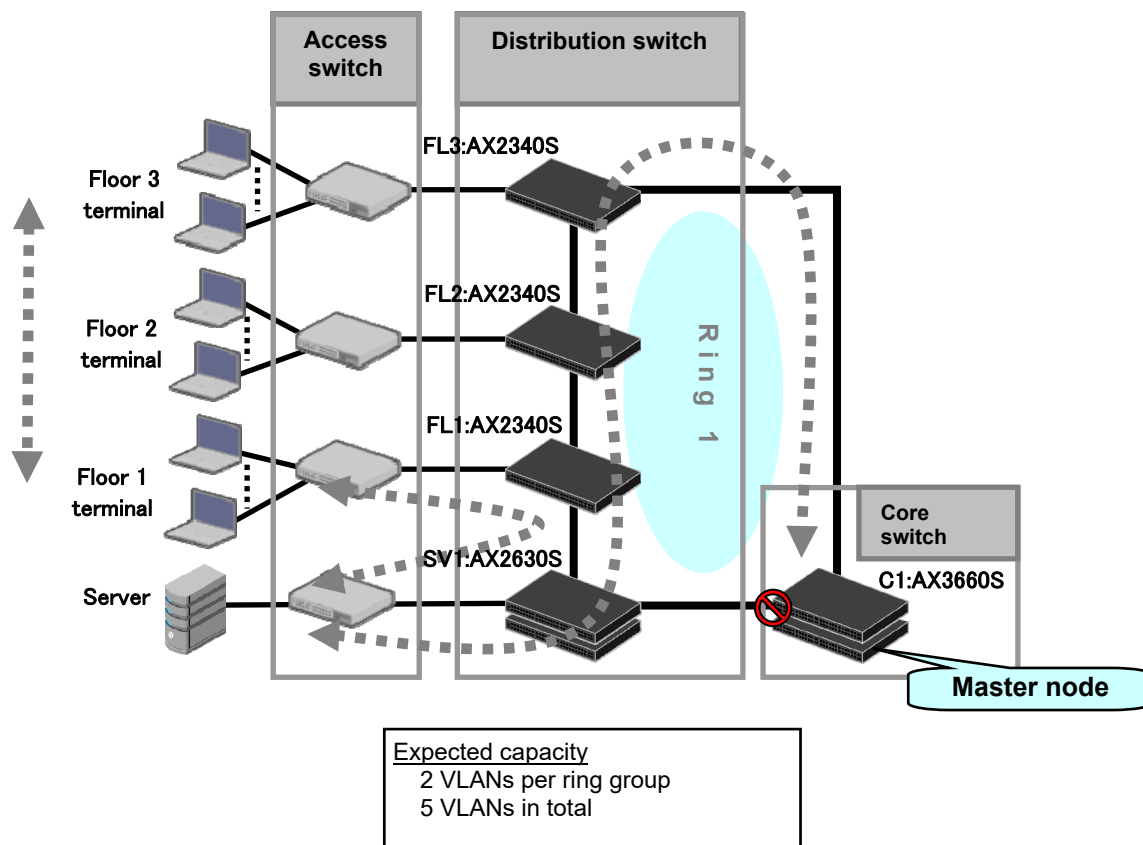 Access
switch
Distribution switch
FL3:AX2340S
Floor 3
terminal
FL2:AX2340S
Floor 2
terminal
Ring 1
FL1:AX2340S
Floor 1
terminal
Core
switch
SV1:AX2630S
C1:AX3660S
Server
Master node
Expected capacity
2 VLANs per ring group
5 VLANs in total